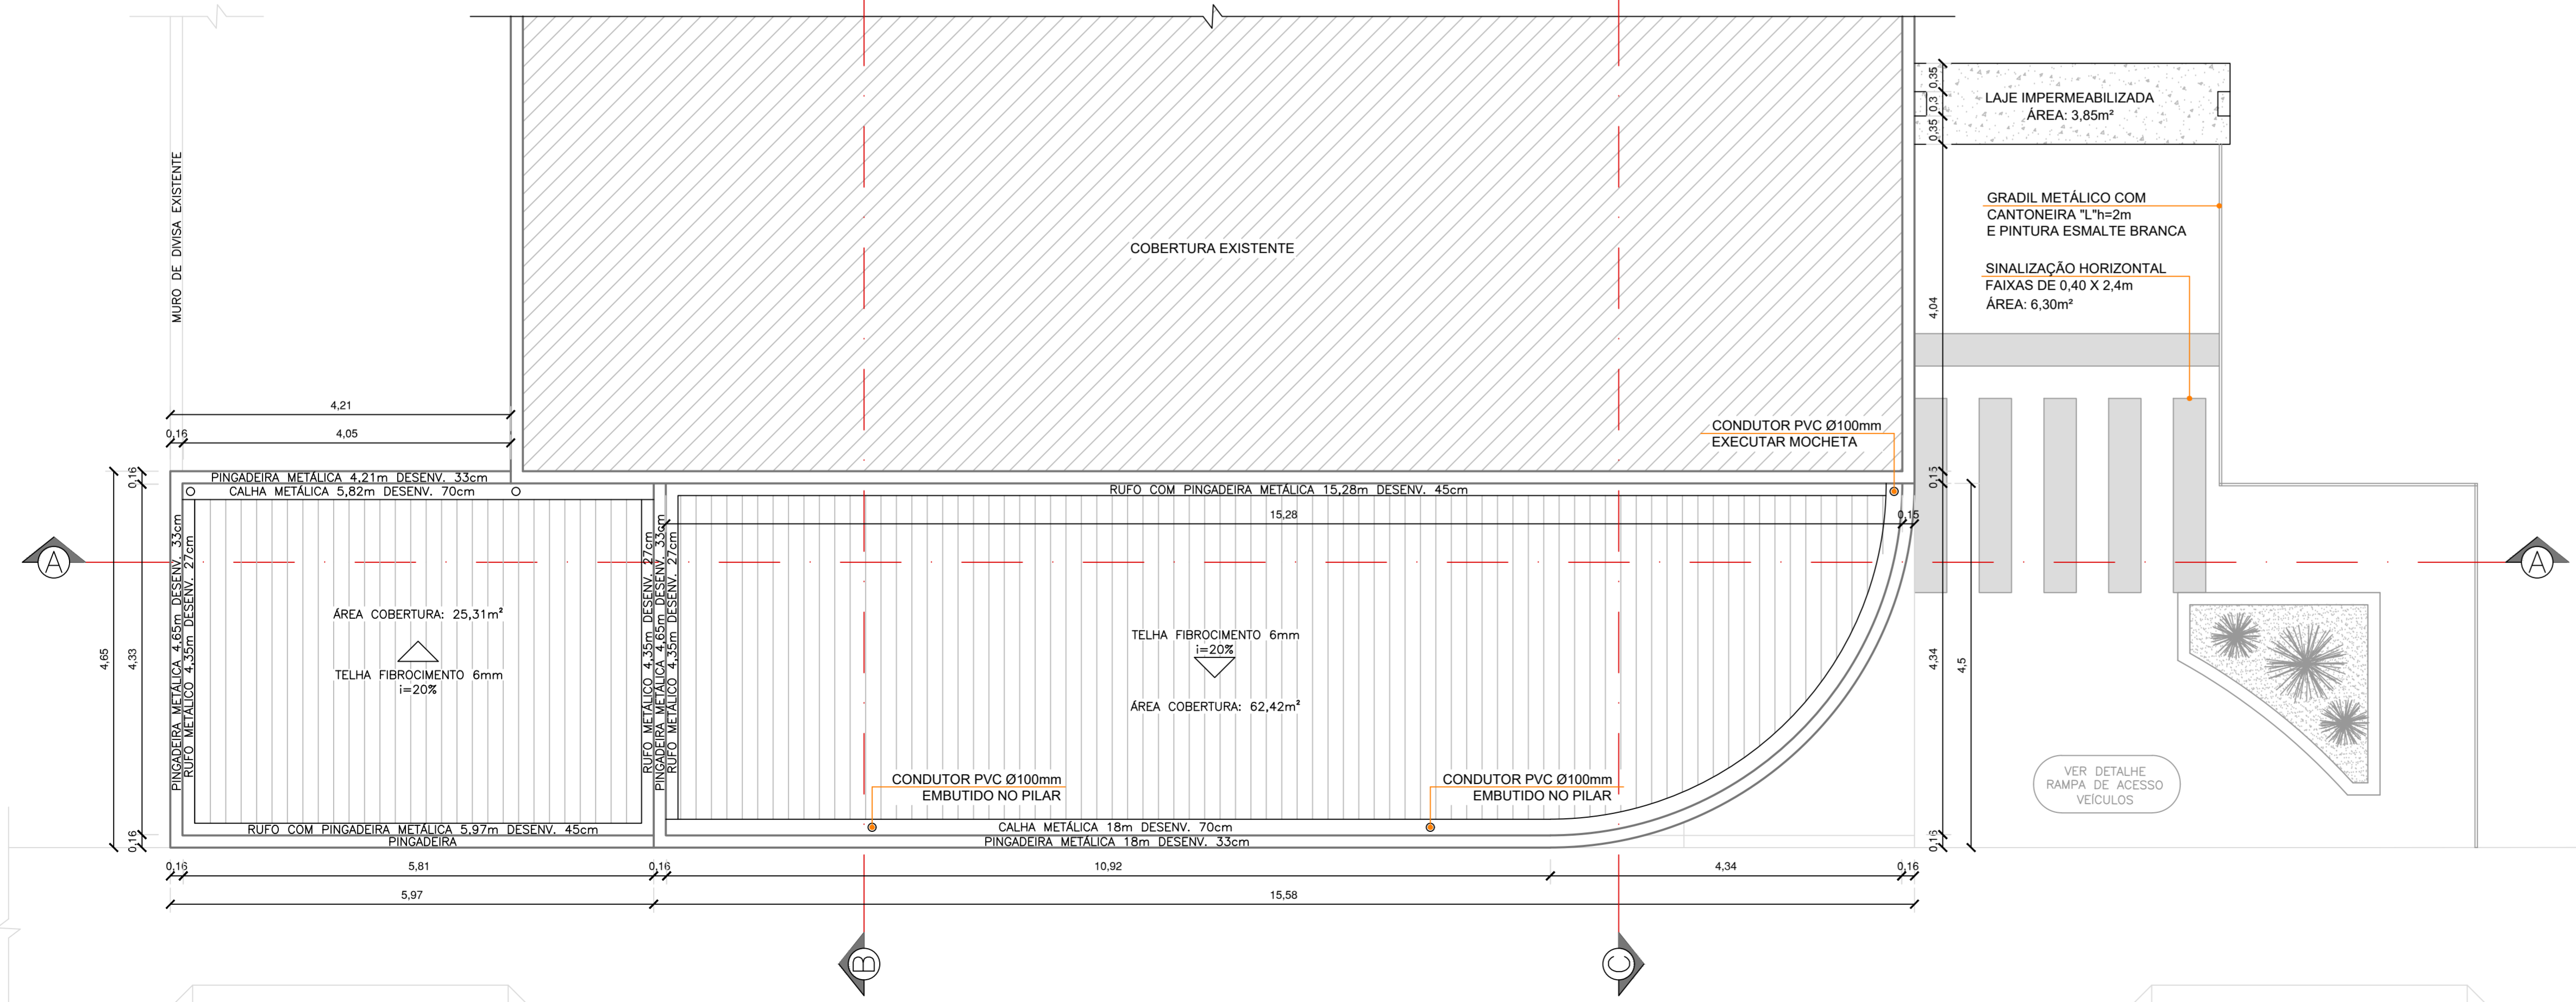 0,35
0,3
0,35
LAJE IMPERMEABILIZADA
ÁREA: 3,85m²
MURO DE DIVISA EXISTENTE
GRADIL METÁLICO COM
CANTONEIRA "L"h=2m
E PINTURA ESMALTE BRANCA
COBERTURA EXISTENTE
SINALIZAÇÃO HORIZONTAL
FAIXAS DE 0,40 X 2,4m
ÁREA: 6,30m²
4,04
4,21
0,16
4,05
CONDUTOR PVC Ø100mm
EXECUTAR MOCHETA
0,16
PINGADEIRA METÁLICA 4,21m DESENV. 33cm
CALHA METÁLICA 5,82m DESENV. 70cm
RUFO COM PINGADEIRA METÁLICA 15,28m DESENV. 45cm
15,28
0,15
A
A
4,65
4,33
PINGADEIRA METÁLICA 4,65m DESENV. 33cm
RUFO METÁLICO 4,35m DESENV. 27cm
ÁREA COBERTURA: 25,31m²
TELHA FIBROCIMENTO 6mm
i=20%
RUFO METÁLICO 4,35m DESENV. 27cm
PINGADEIRA METÁLICA 4,65m DESENV. 33cm
RUFO METÁLICO 4,35m DESENV. 27cm
TELHA FIBROCIMENTO 6mm
i=20%
ÁREA COBERTURA: 62,42m²
4,34
4,5
CONDUTOR PVC Ø100mm
EMBUTIDO NO PILAR
CONDUTOR PVC Ø100mm
EMBUTIDO NO PILAR
VER DETALHE
RAMPA DE ACESSO
VEÍCULOS
RUFO COM PINGADEIRA METÁLICA 5,97m DESENV. 45cm
PINGADEIRA
CALHA METÁLICA 18m DESENV. 70cm
PINGADEIRA METÁLICA 18m DESENV. 33cm
0,16
0,16
0,16
5,81
0,16
10,92
4,34
0,16
5,97
15,58
B
C